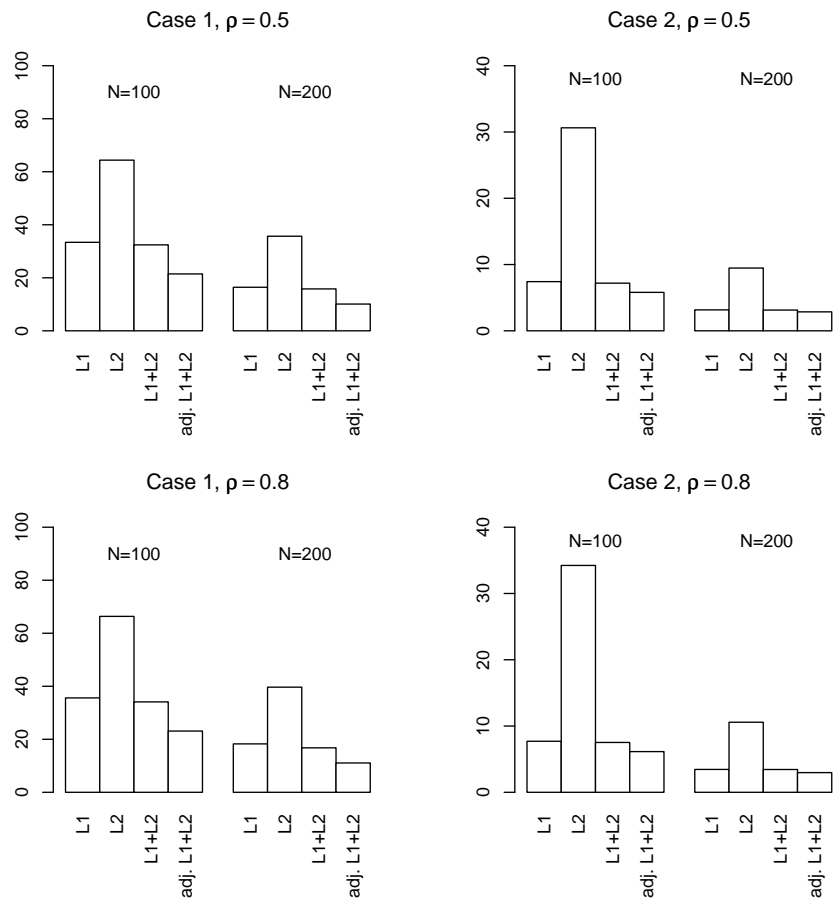 Case 1, ρ = 0.5
N=100
N=200
0
20
40
60
80
100
L1
L2
L1+L2
adj. L1+L2
L1
L2
L1+L2
adj. L1+L2
Case 2, ρ = 0.5
N=100
N=200
0
10
20
30
40
L1
L2
L1+L2
adj. L1+L2
L1
L2
L1+L2
adj. L1+L2
Case 1, ρ = 0.8
N=100
N=200
0
20
40
60
80
100
L1
L2
L1+L2
adj. L1+L2
L1
L2
L1+L2
adj. L1+L2
Case 2, ρ = 0.8
N=100
N=200
0
10
20
30
40
L1
L2
L1+L2
adj. L1+L2
L1
L2
L1+L2
adj. L1+L2